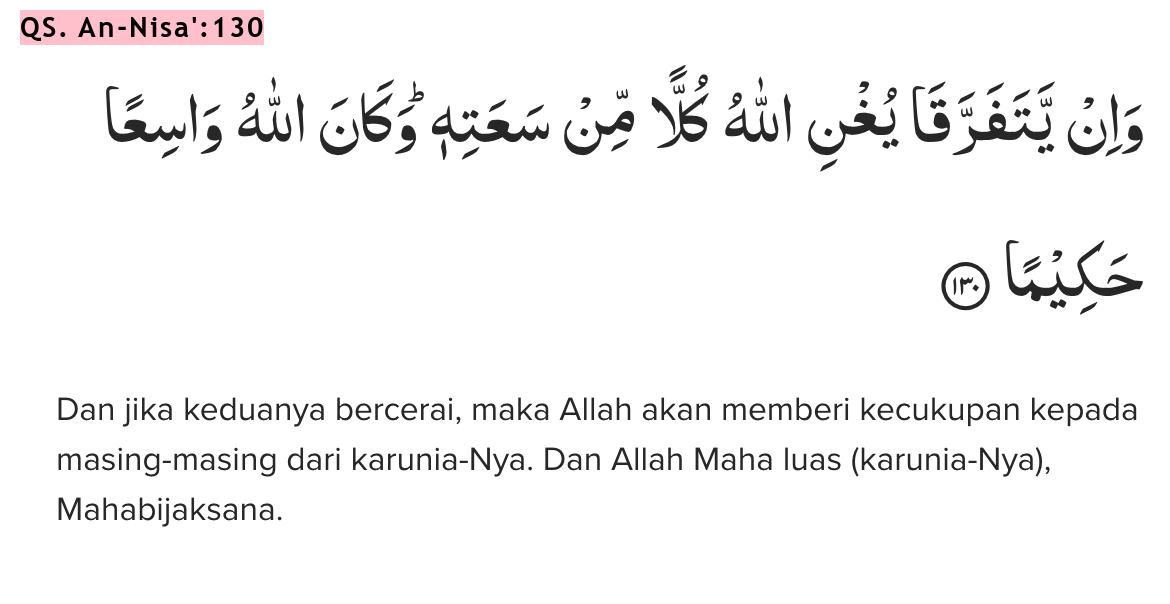 QS. An-Nisa':130
وَاِنْ يَّتَفَرَّقَا يُغْنِ اللّٰهُ كُلًّا مِّنْ سَعَتِهٖۗ وَكَانَ اللّٰهُ وَاسِعًا
حَكِيْمًا ١٣٠
Dan jika keduanya bercerai, maka Allah akan memberi kecukupan kepada
masing-masing dari karunia-Nya. Dan Allah Maha luas (karunia-Nya),
Mahabijaksana.